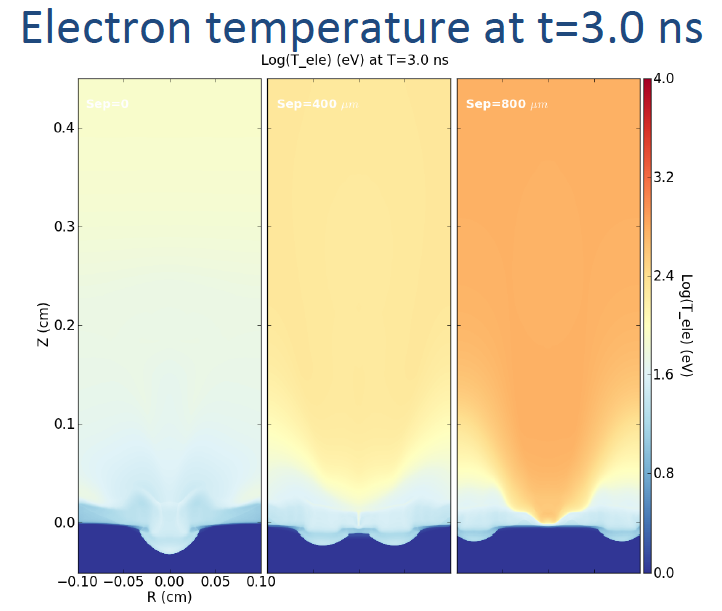 Electron temperature at t=3.0 ns
Log(T_ele) (eV) at T=3.0 ns
Sep=0
Sep=400 μm
Sep=800 μm
4.0
3.2
2.4
1.6
0.8
0.0
Log(T_ele) (eV)
0.4
0.3
0.2
0.1
0.0
Z (cm)
−0.10 −0.05 0.00 0.05 0.10
R (cm)